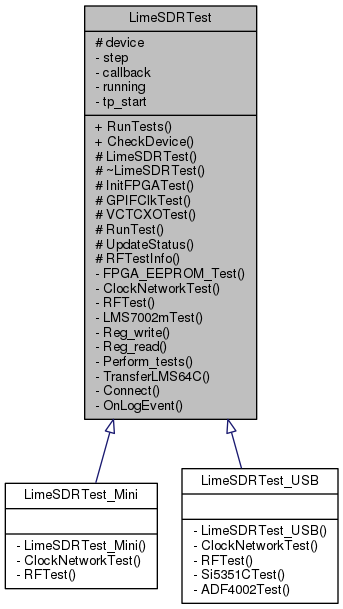 LimeSDRTest
# device
- step
- callback
- running
- tp_start
+ RunTests()
+ CheckDevice()
# LimeSDRTest()
# ~LimeSDRTest()
# InitFPGATest()
# GPIFClkTest()
# VCTCXOTest()
# RunTest()
# UpdateStatus()
# RFTestInfo()
- FPGA_EEPROM_Test()
- ClockNetworkTest()
- RFTest()
- LMS7002mTest()
- Reg_write()
- Reg_read()
- Perform_tests()
- TransferLMS64C()
- Connect()
- OnLogEvent()
LimeSDRTest_Mini
- LimeSDRTest_Mini()
- ClockNetworkTest()
- RFTest()
LimeSDRTest_USB
- LimeSDRTest_USB()
- ClockNetworkTest()
- RFTest()
- Si5351CTest()
- ADF4002Test()